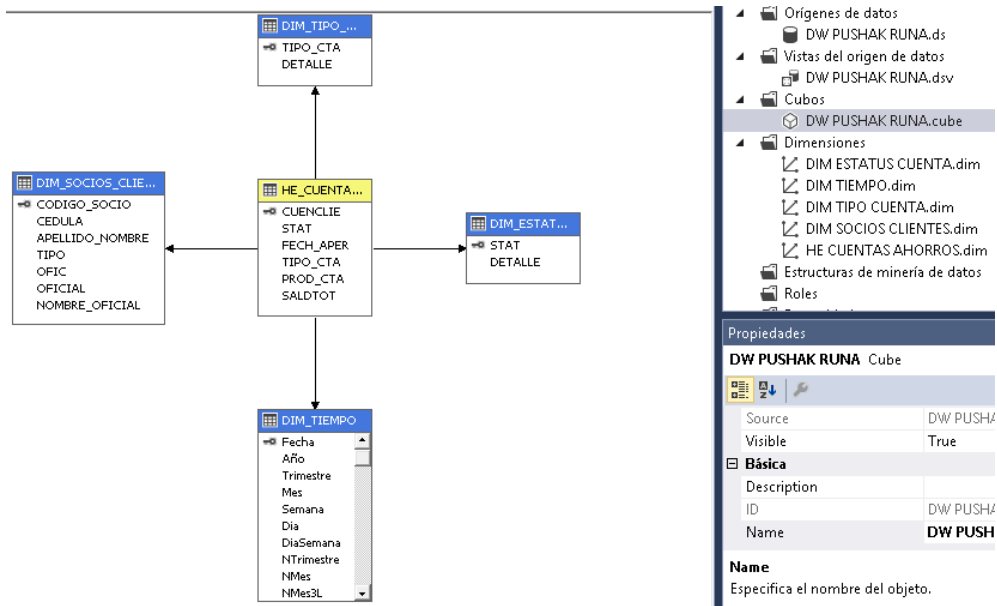 DIM_TIPO_...
TIPO_CTA
DETALLE
DIM_SOCIOS_CLIE...
CODIGO_SOCIO
CEDULA
APELLIDO_NOMBRE
TIPO
OFIC
OFICIAL
NOMBRE_OFICIAL
HE_CUENTA...
CUENCLIE
STAT
FECH_APER
TIPO_CTA
PROD_CTA
SALDTOT
DIM_ESTAT...
STAT
DETALLE
DIM_TIEMPO
Fecha
Año
Trimestre
Mes
Semana
Dia
DiaSemana
NTrimestre
NMes
NMes3L
Orígenes de datos
DW PUSHAK RUNA.ds
Vistas del origen de datos
DW PUSHAK RUNA.dsv
Cubos
DW PUSHAK RUNA.cube
Dimensiones
DIM ESTATUS CUENTA.dim
DIM TIEMPO.dim
DIM TIPO CUENTA.dim
DIM SOCIOS CLIENTES.dim
HE CUENTAS AHORROS.dim
Estructuras de minería de datos
Roles
Propiedades
DW PUSHAK RUNA Cube
Source DW PUSHA
Visible True
Básica
Description
ID DW PUSHA
Name DW PUSH
Name
Especifica el nombre del objeto.